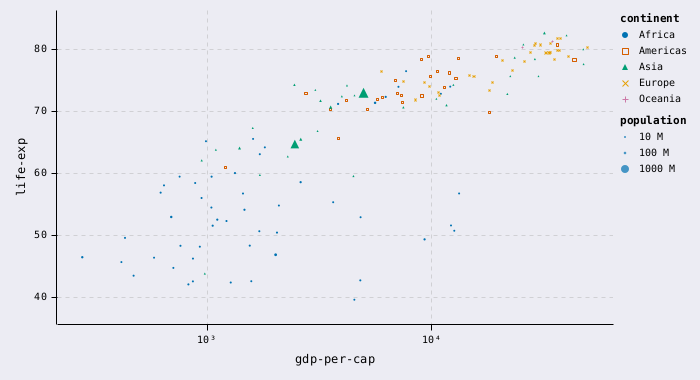 continent
Africa
Americas
Asia
Europe
Oceania
population
10 M
100 M
1000 M
life-exp
80
70
60
50
40
10³
10⁴
gdp-per-cap